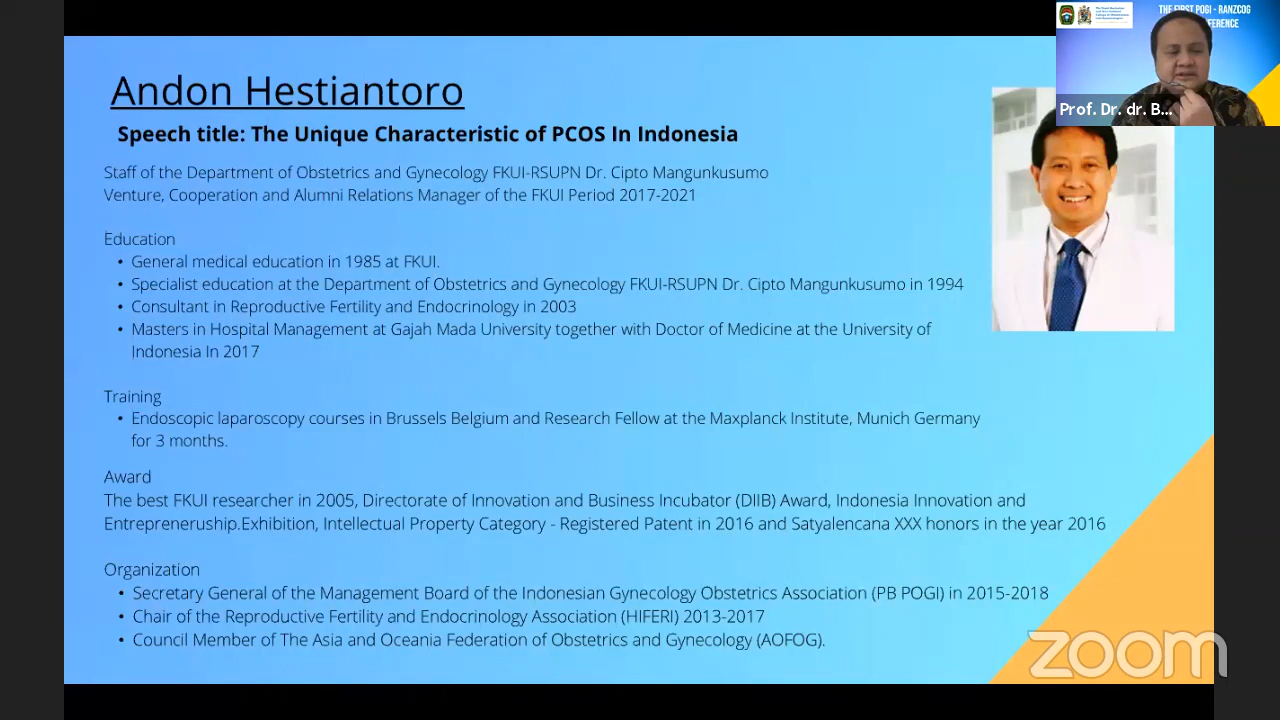 THE FIRST POGI - RANZCOG
Prof. Dr. dr. B...
Andon Hestiantoro
Speech title: The Unique Characteristic of PCOS In Indonesia
Staff of the Department of Obstetrics and Gynecology FKUI-RSUPN Dr. Cipto Mangunkusumo
Venture, Cooperation and Alumni Relations Manager of the FKUI Period 2017-2021
Education
• General medical education in 1985 at FKUI.
• Specialist education at the Department of Obstetrics and Gynecology FKUI-RSUPN Dr. Cipto Mangunkusumo in 1994
• Consultant in Reproductive Fertility and Endocrinology in 2003
• Masters in Hospital Management at Gajah Mada University together with Doctor of Medicine at the University of
Indonesia In 2017
Training
• Endoscopic laparoscopy courses in Brussels Belgium and Research Fellow at the Maxplanck Institute, Munich Germany
for 3 months.
Award
The best FKUI researcher in 2005, Directorate of Innovation and Business Incubator (DIIB) Award, Indonesia Innovation and
Entrepreneruship.Exhibition, Intellectual Property Category - Registered Patent in 2016 and Satyalencana XXX honors in the year 2016
Organization
• Secretary General of the Management Board of the Indonesian Gynecology Obstetrics Association (PB POGI) in 2015-2018
• Chair of the Reproductive Fertility and Endocrinology Association (HIFERI) 2013-2017
• Council Member of The Asia and Oceania Federation of Obstetrics and Gynecology (AOFOG).
zoom